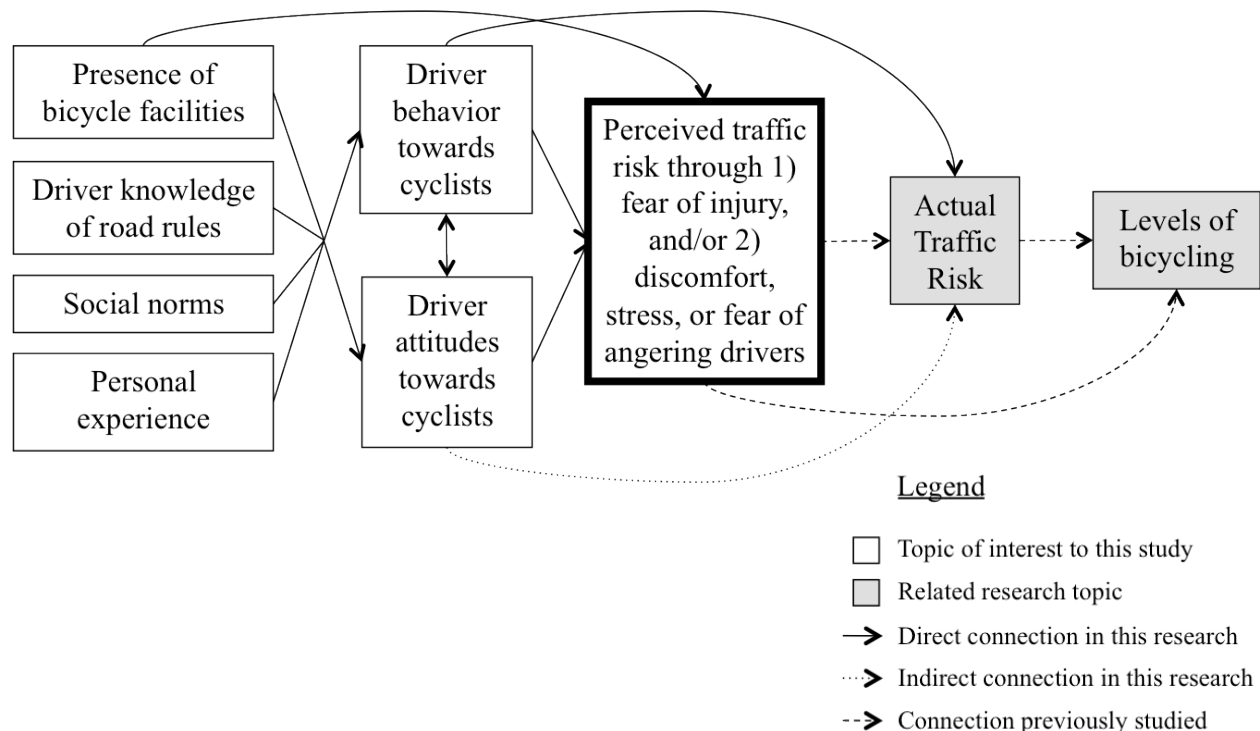 Presence of
bicycle facilities
Driver knowledge
of road rules
Social norms
Personal
experience
Driver
behavior
towards
cyclists
Driver
attitudes
towards
cyclists
Perceived traffic
risk through 1)
fear of injury,
and/or 2)
discomfort,
stress, or fear of
angering drivers
Actual
Traffic
Risk
Levels of
bicycling
Legend
Topic of interest to this study
Related research topic
Direct connection in this research
Indirect connection in this research
Connection previously studied